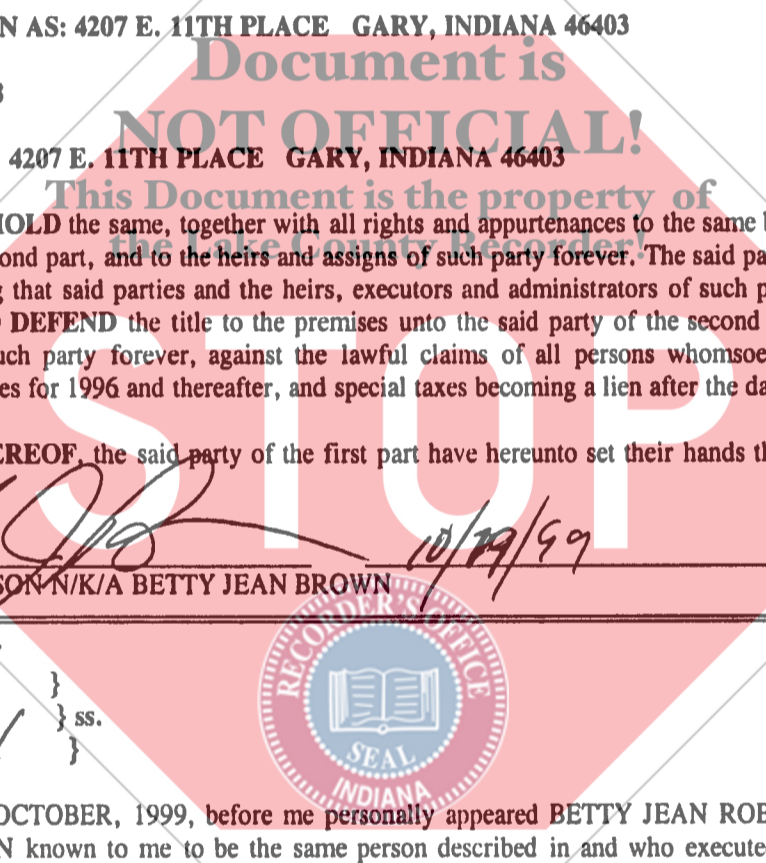 N AS: 4207 E. 11TH PLACE GARY, INDIANA 46403
Document is
NOT OFFICIAL!
4207 E. 11TH PLACE GARY, INDIANA 46403
This Document is the property of
HOLD the same, together with all rights and appurtenances to the same
the Lake County Recorder!
ond part, and to the heirs and assigns of such party forever. The said
that said parties and the heirs, executors and administrators of such
DEFEND the title to the premises unto the said party of the second
uch party forever, against the lawful claims of all persons whomsoe
es for 1996 and thereafter, and special taxes becoming a lien after the da
STOP
EREOF, the said party of the first part have hereunto set their hands
10/29/99
SON N/K/A BETTY JEAN BROWN
RECORDER'S OFFICE
}
} ss.
}
SEAL
INDIANA
OCTOBER, 1999, before me personally appeared BETTY JEAN ROB
N known to me to be the same person described in and who execute